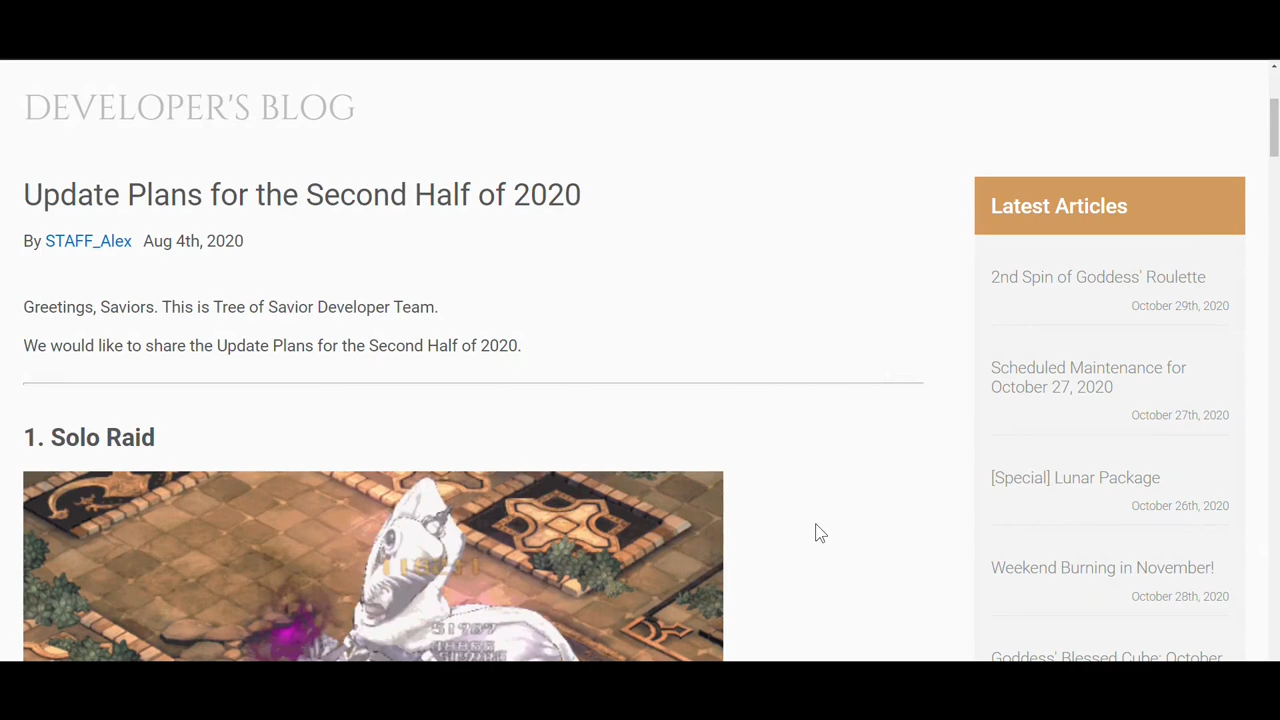 DEVELOPER'S BLOG
Update Plans for the Second Half of 2020
By STAFF_Alex Aug 4th, 2020
Greetings, Saviors. This is Tree of Savior Developer Team.
We would like to share the Update Plans for the Second Half of 2020.
1. Solo Raid
Latest Articles
2nd Spin of Goddess' Roulette
October 29th, 2020
Scheduled Maintenance for
October 27, 2020
October 27th, 2020
[Special] Lunar Package
October 26th, 2020
Weekend Burning in November!
October 28th, 2020
Goddess' Blessed Cube: October